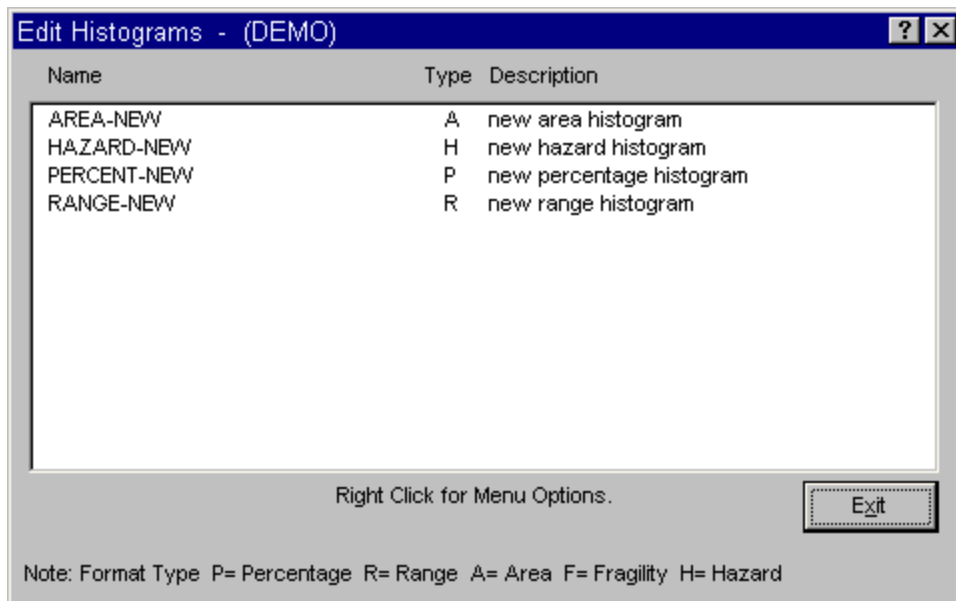 Edit Histograms - (DEMO) ? X
Name Type Description
AREA-NEW A new area histogram
HAZARD-NEW H new hazard histogram
PERCENT-NEW P new percentage histogram
RANGE-NEW R new range histogram
Right Click for Menu Options.
Exit
Note: Format Type P= Percentage R= Range A= Area F= Fragility H= Hazard